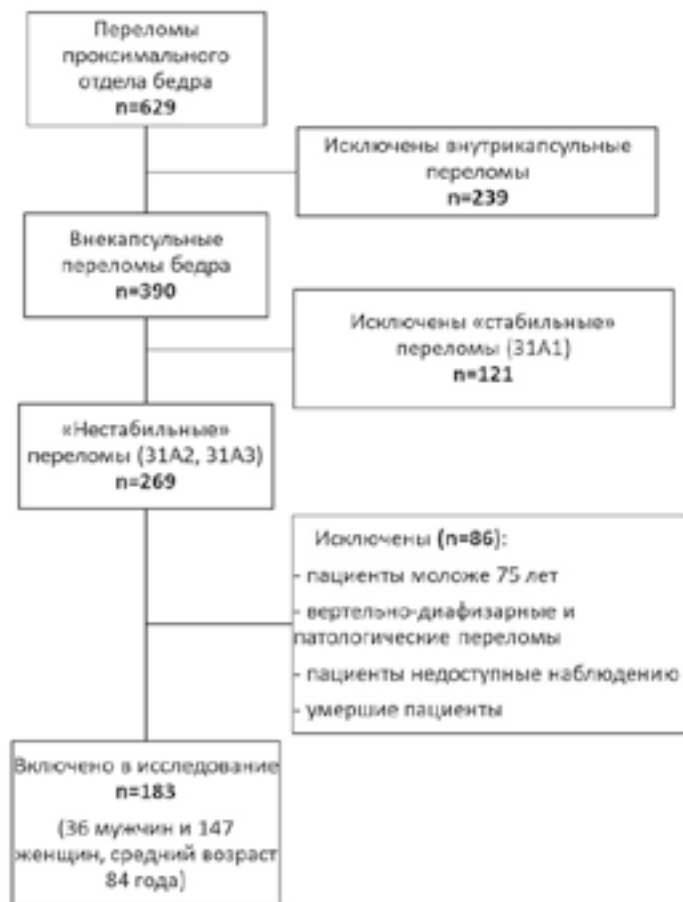 Переломы
проксимального
отдела бедра
n=629
Исключены внутрикапсульные
переломы
n=239
Внекапсульные
переломы бедра
n=390
Исключены «стабильные»
переломы (31А1)
n=121
«Нестабильные»
переломы (31А2, 31А3)
n=269
Исключены (n=86):
- пациенты моложе 75 лет
- вертельно-диафизарные и
патологические переломы
- пациенты недоступные наблюдению
- умершие пациенты
Включено в исследование
n=183
(36 мужчин и 147
женщин, средний возраст
84 года)